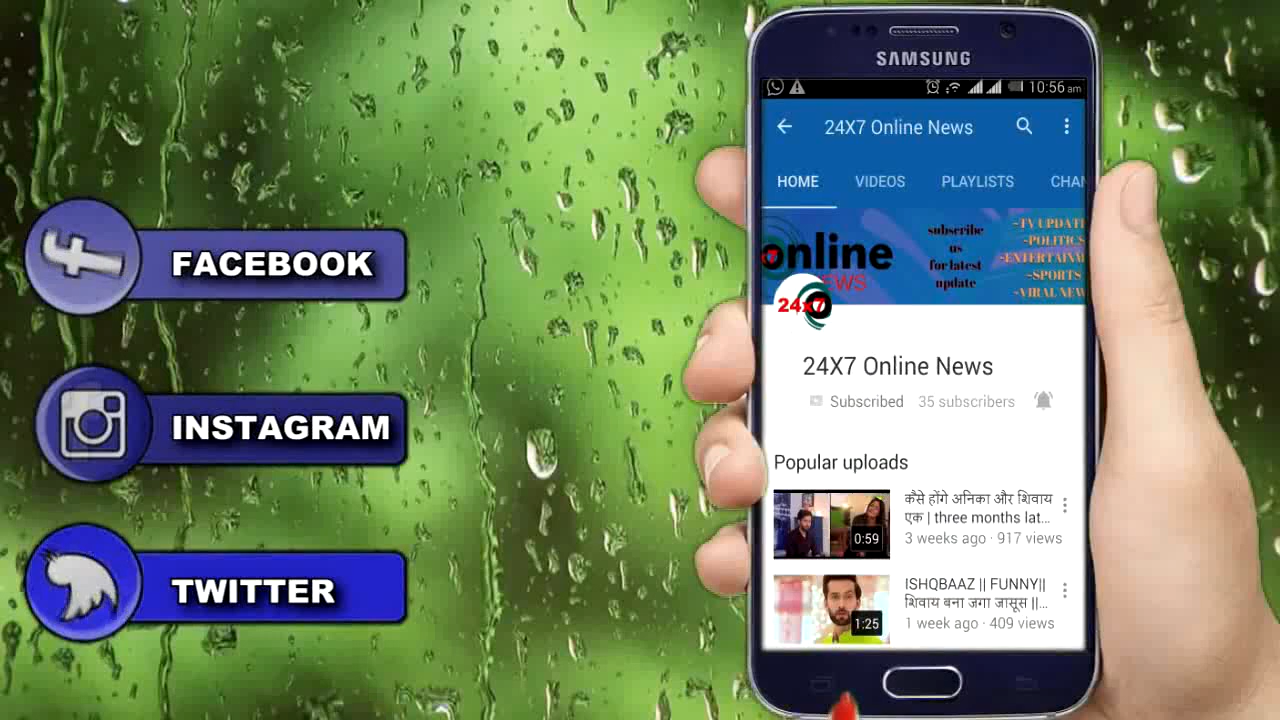 FACEBOOK
INSTAGRAM
TWITTER
SAMSUNG
10:56 am
24X7 Online News
HOME VIDEOS PLAYLISTS CHAN
online
NEWS
24x7
subscribe
us
for latest
update
~TV UPDATE
~POLITICS
~ENTERTAINM
~SPORTS
~VIRAL NEW
24X7 Online News
Subscribed 35 subscribers
Popular uploads
0:59
कैसे होंगे अनिका और शिवाय
एक | three months lat...
3 weeks ago · 917 views
1:25
ISHQBAAZ || FUNNY||
शिवाय बना जगा जासूस ||...
1 week ago · 409 views